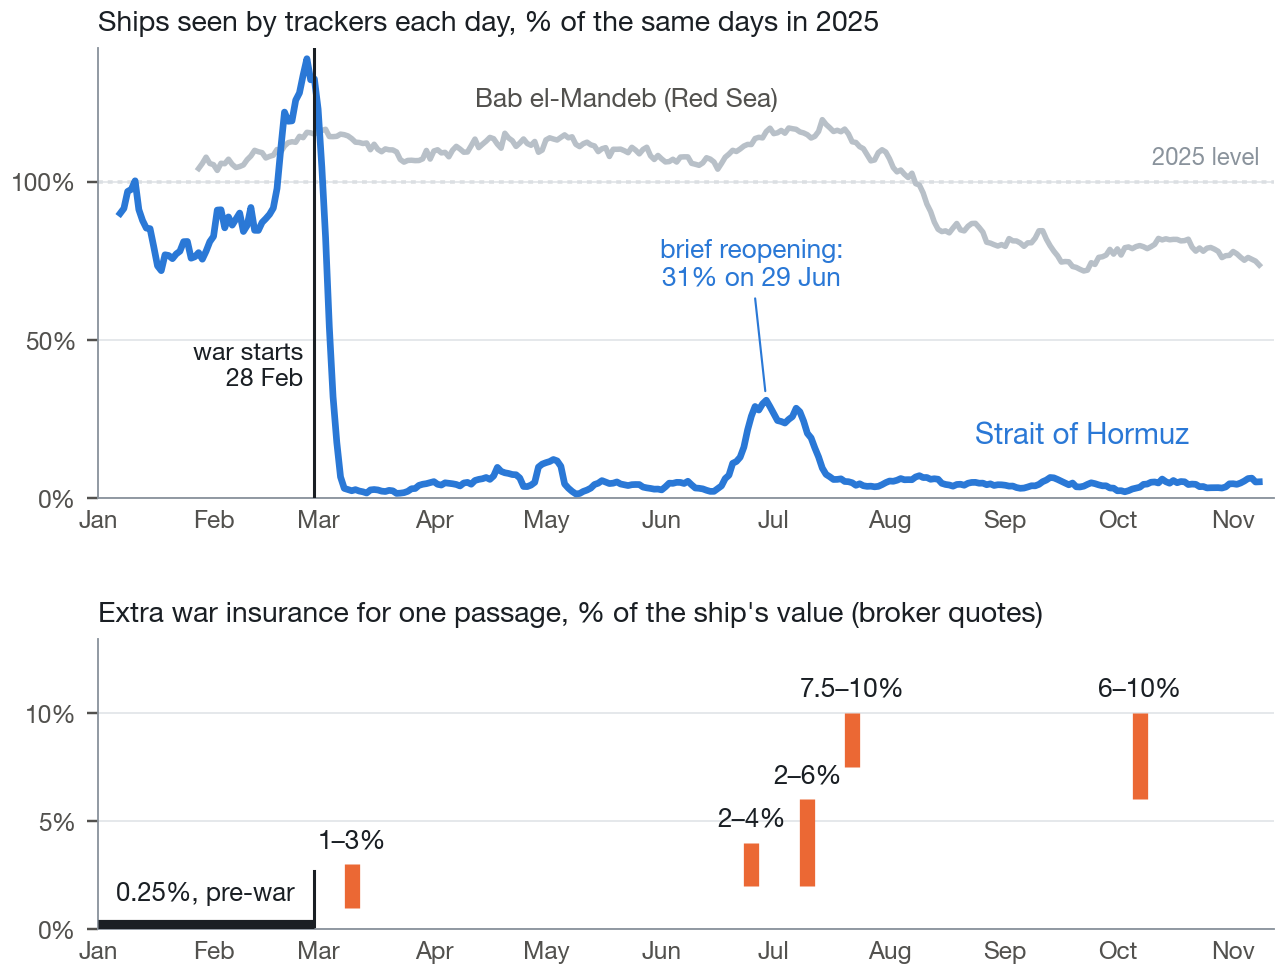 Ships seen by trackers each day, % of the same days in 2025
Bab el-Mandeb (Red Sea)
2025 level
100%
brief reopening:
31% on 29 Jun
50%
war starts
28 Feb
Strait of Hormuz
0%
Jan Feb Mar Apr May Jun Jul Aug Sep Oct Nov
Extra war insurance for one passage, % of the ship's value (broker quotes)
7.5–10% 6–10%
10%
2–6%
2–4%
5%
1–3%
0.25%, pre-war
0%
Jan Feb Mar Apr May Jun Jul Aug Sep Oct Nov